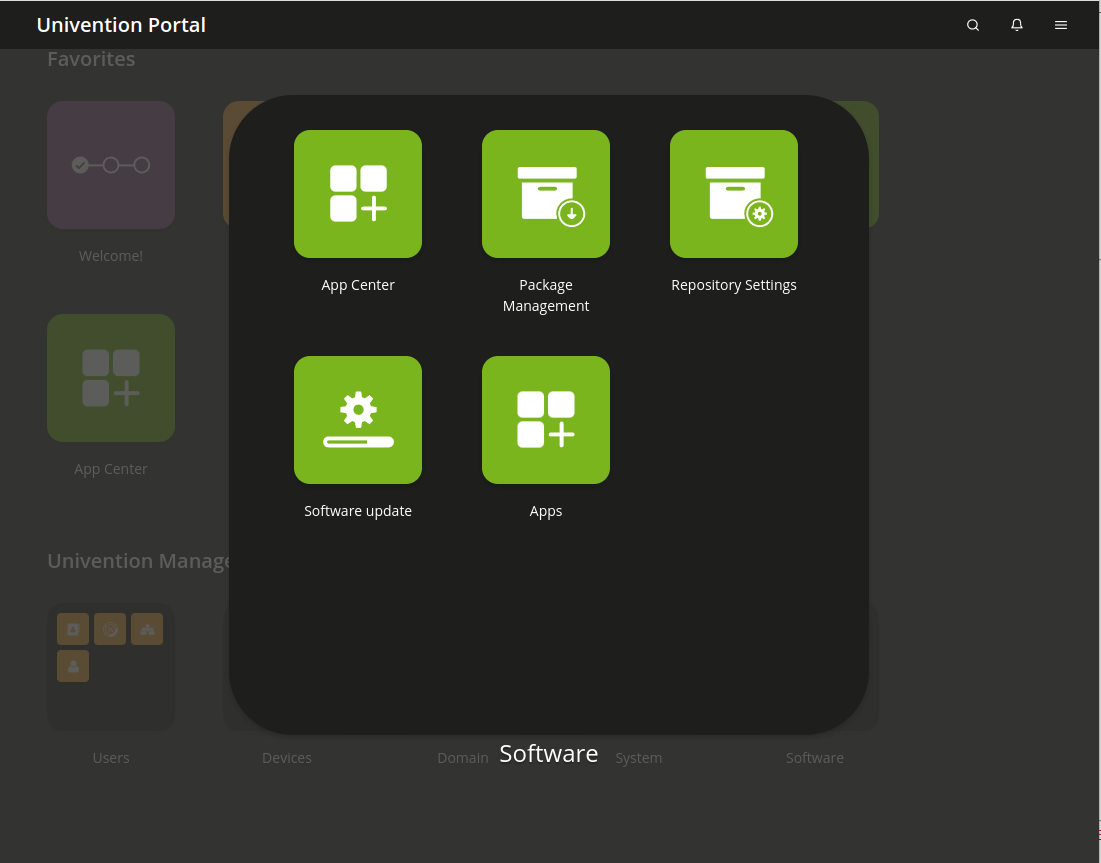 Univention Portal
Favorites
Welcome!
App Center
Package
Management
Repository Settings
App Center
Software update
Apps
Univention Manage
Users
Devices
Domain
Software
System
Software